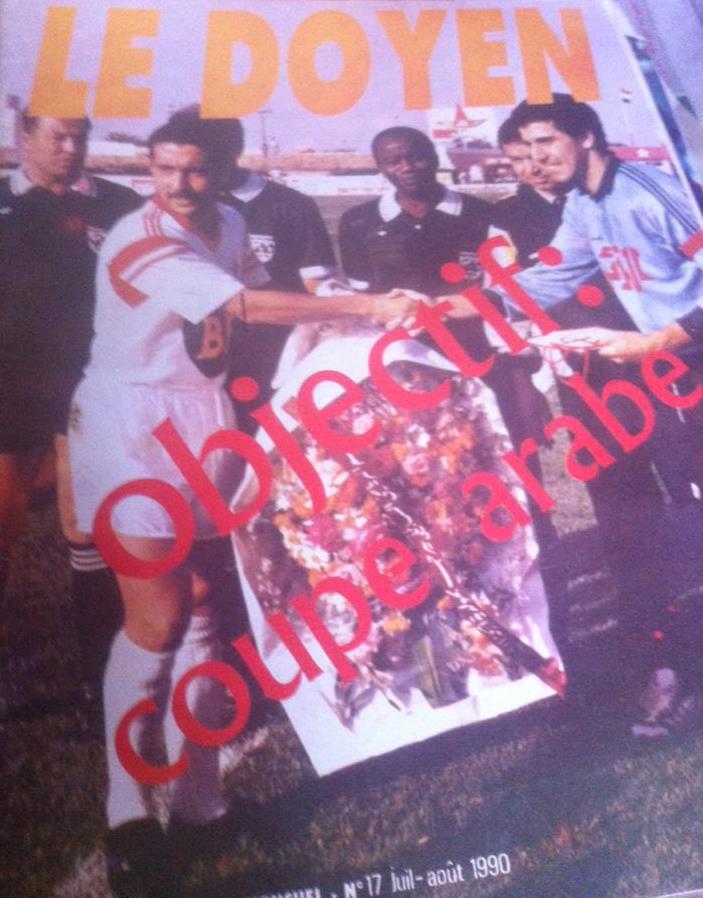 LE DOYEN
objectif:
coupe arabe
N°17 Juil-août 1990